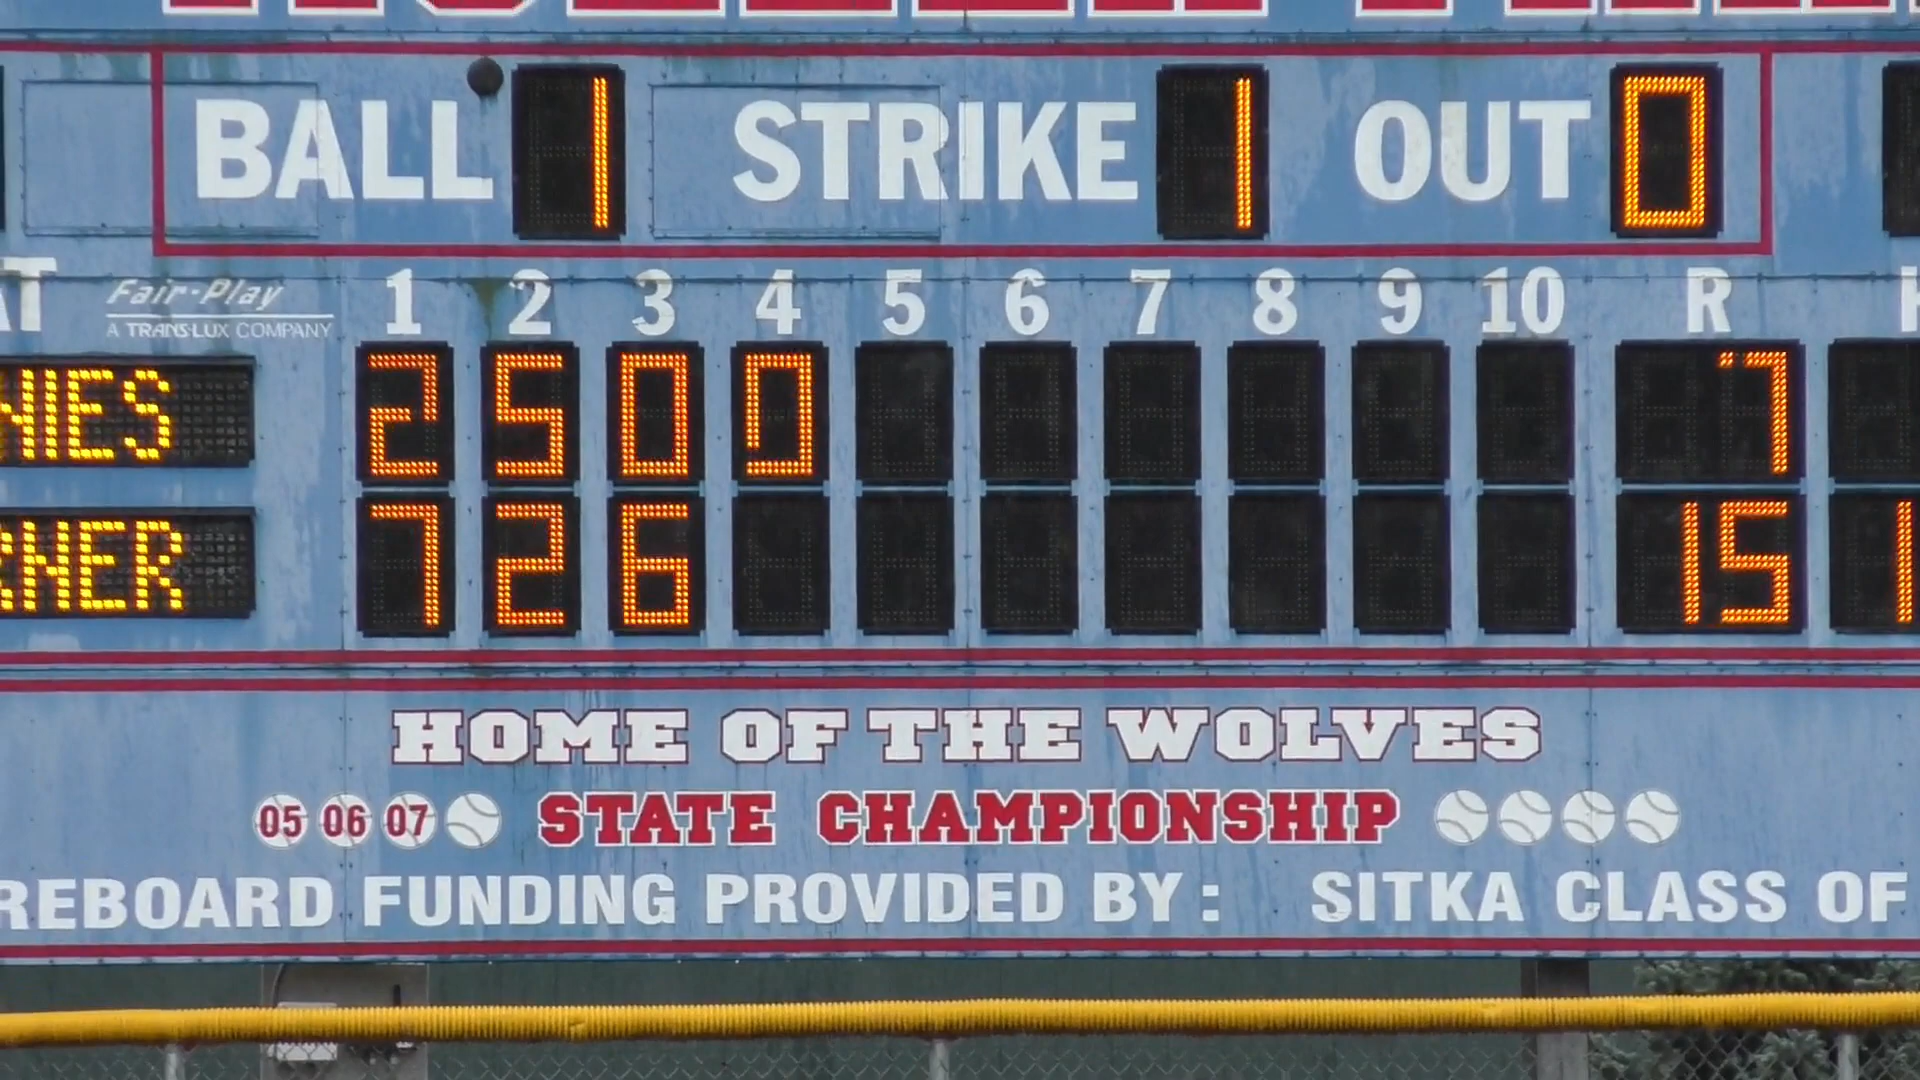 BALL 1 STRIKE 1 OUT 0
Fair-Play
A TRANS-LUX COMPANY
1 2 3 4 5 6 7 8 9 10 R
NIES 2 5 0 0 7
RNER 7 2 6 15 1
HOME OF THE WOLVES
05 06 07 STATE CHAMPIONSHIP
REBOARD FUNDING PROVIDED BY: SITKA CLASS OF